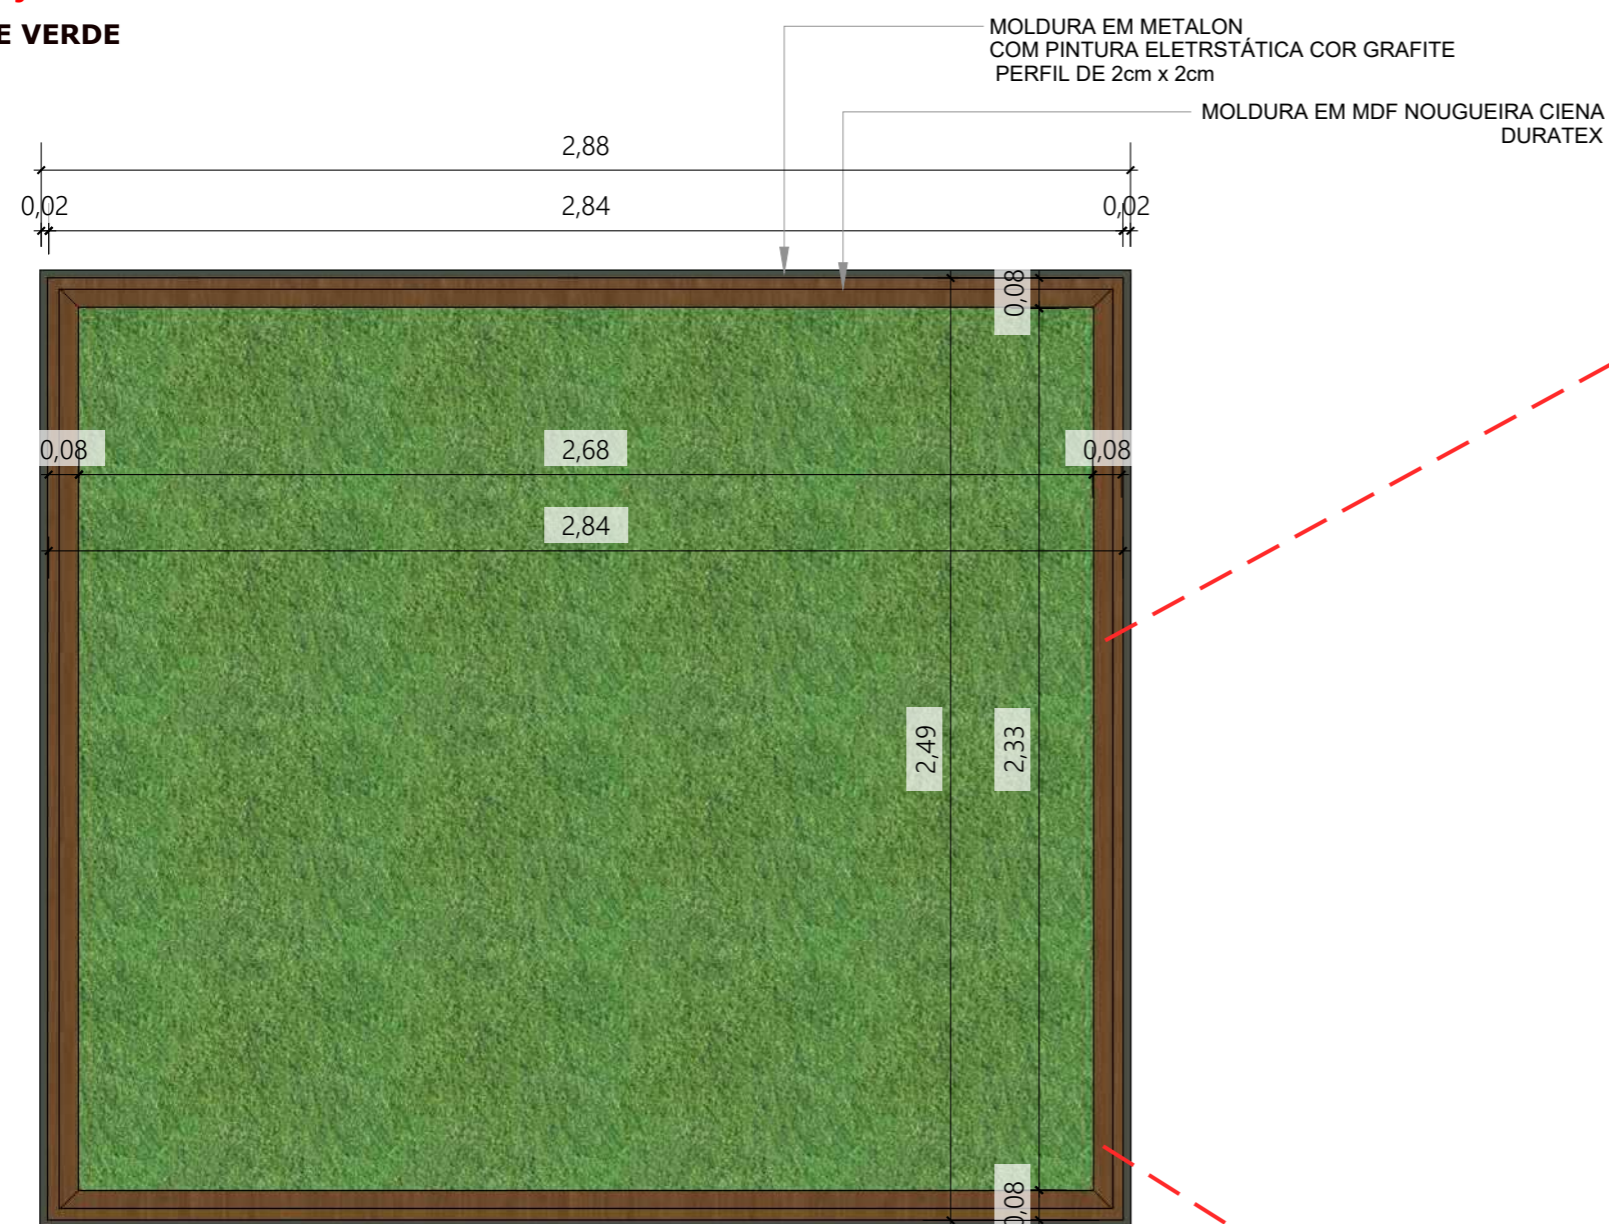 E VERDE
MOLDURA EM METALON
COM PINTURA ELETRSTÁTICA COR GRAFITE
PERFIL DE 2cm x 2cm
MOLDURA EM MDF NOUGUEIRA CIENA
DURATEX
2,88
0,02
2,84
0,02
0,08
0,08
2,68
0,08
2,84
2,49
2,33
0,08